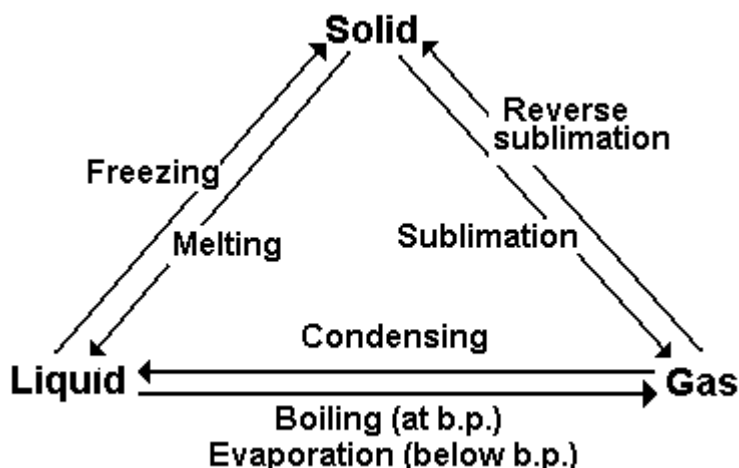 Solid
Reverse
sublimation
Freezing
Melting
Sublimation
Condensing
Liquid
Gas
Boiling (at b.p.)
Evaporation (below b.p.)